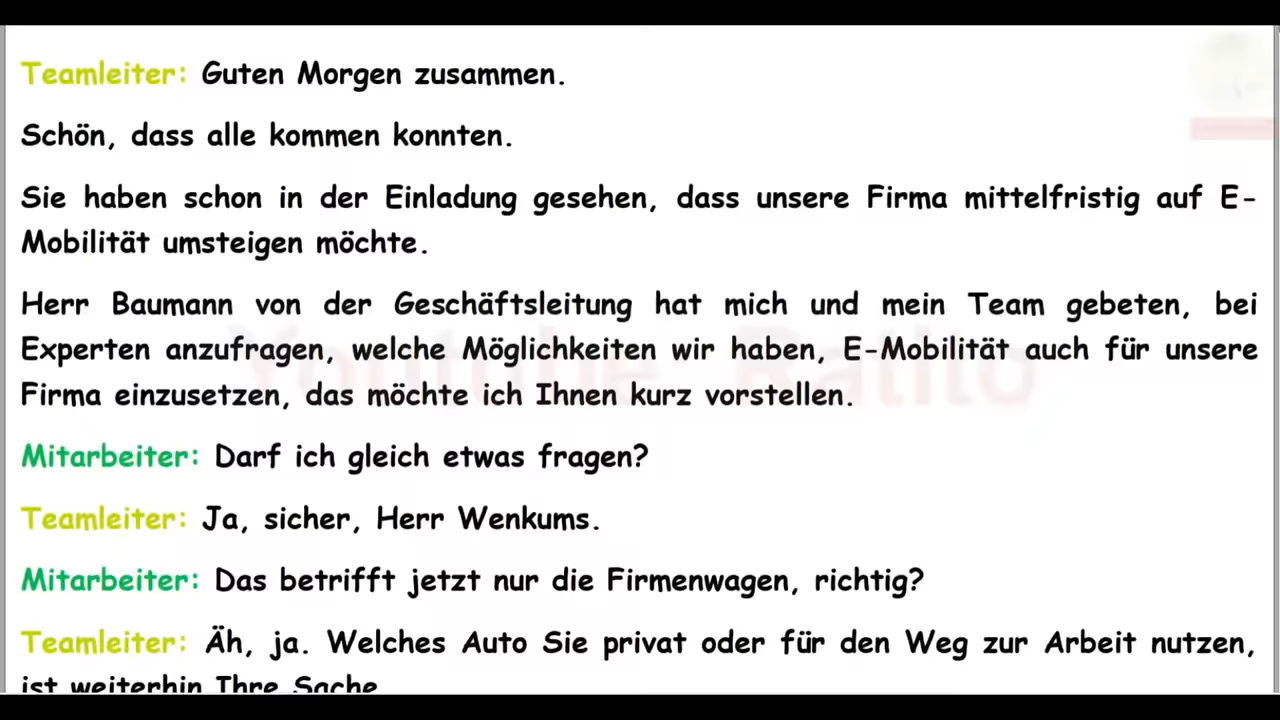 Teamleiter: Guten Morgen zusammen.
Schön, dass alle kommen konnten.
Sie haben schon in der Einladung gesehen, dass unsere Firma mittelfristig auf E-
Mobilität umsteigen möchte.
Herr Baumann von der Geschäftsleitung hat mich und mein Team gebeten, bei
Experten anzufragen, welche Möglichkeiten wir haben, E-Mobilität auch für unsere
Firma einzusetzen, das möchte ich Ihnen kurz vorstellen.
Mitarbeiter: Darf ich gleich etwas fragen?
Teamleiter: Ja, sicher, Herr Wenkums.
Mitarbeiter: Das betrifft jetzt nur die Firmenwagen, richtig?
Teamleiter: Äh, ja. Welches Auto Sie privat oder für den Weg zur Arbeit nutzen,
ist weiterhin Ihre Sache